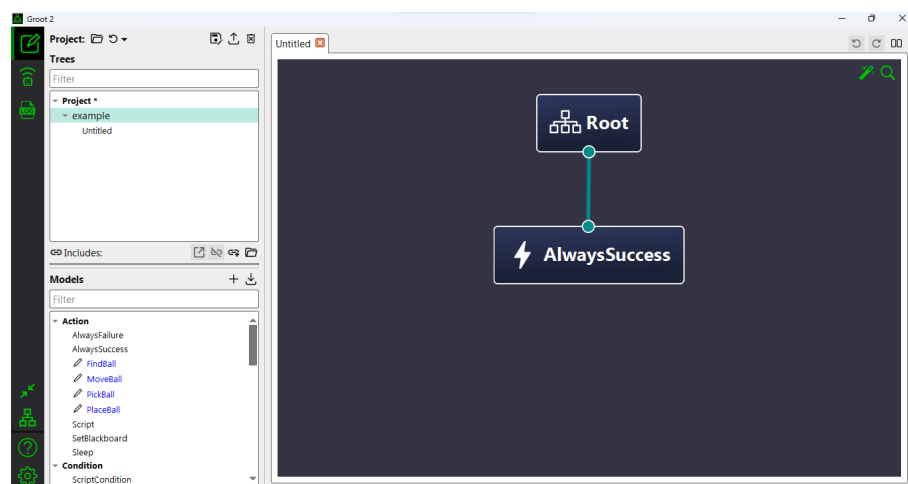 Groot 2
Project:
Trees
Filter
Project *
example
Untitled
Includes:
Models
Filter
Action
AlwaysFailure
AlwaysSuccess
FindBall
MoveBall
PickBall
PlaceBall
Script
SetBlackboard
Sleep
Condition
ScriptCondition
LOG
Untitled
Root
AlwaysSuccess